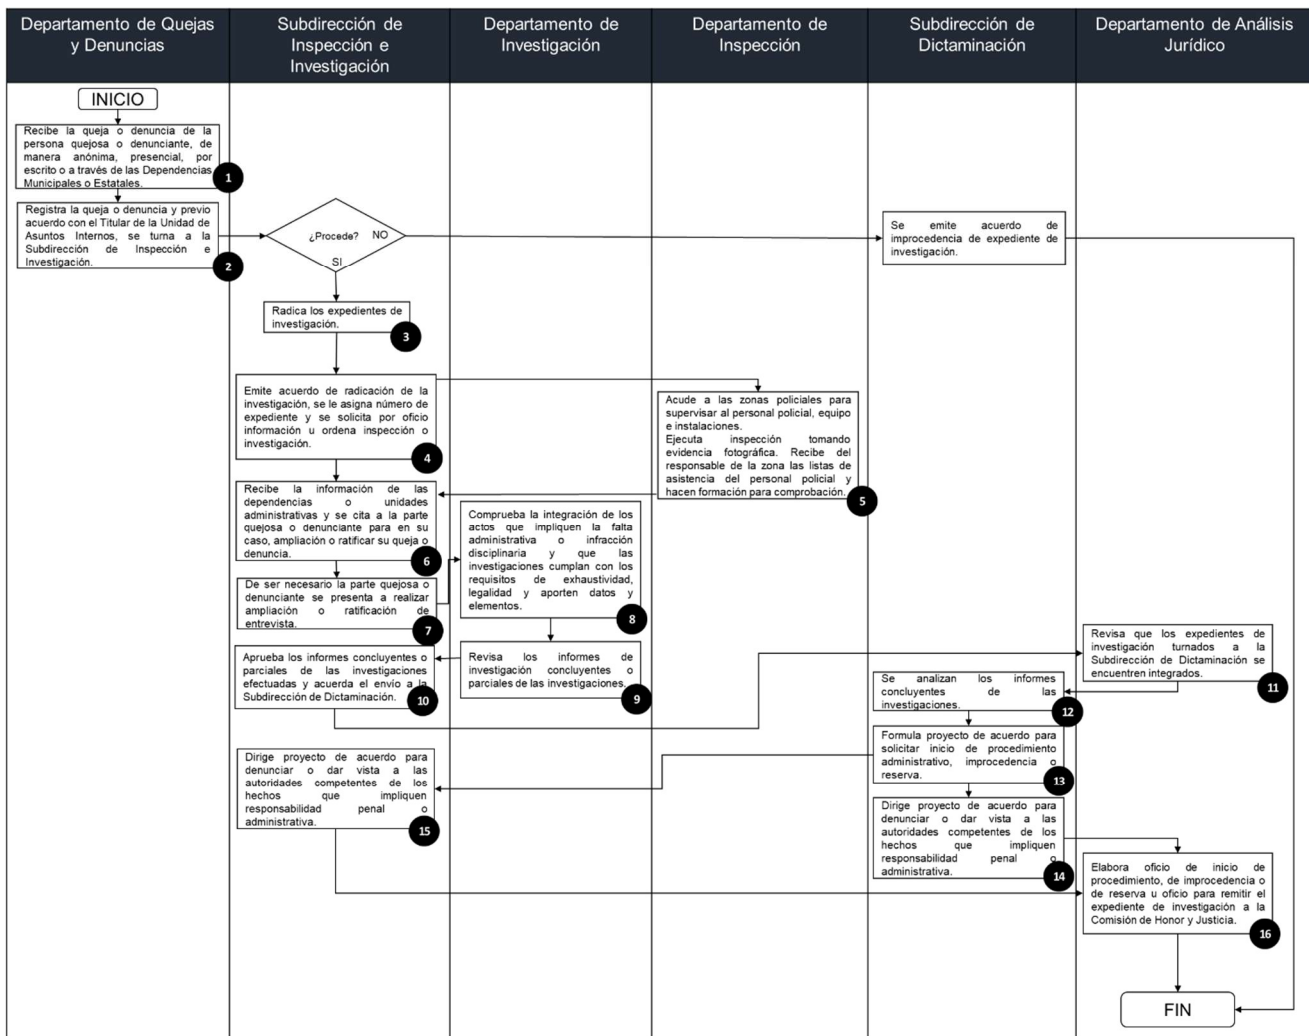 Departamento de Quejas
y Denuncias
Subdirección de
Inspección e
Investigación
Departamento de
Investigación
Departamento de
Inspección
Subdirección de
Dictaminación
Departamento de Análisis
Jurídico
INICIO
Recibe la queja o denuncia de la
persona quejosa o denunciante, de
manera anónima, presencial, por
escrito o a través de las Dependencias
Municipales o Estatales.
1
Registra la queja o denuncia y previo
acuerdo con el Titular de la Unidad de
Asuntos Internos, se turna a la
Subdirección de Inspección e
Investigación.
2
¿Procede?
NO
SI
Se emite acuerdo de
improcedencia de expediente de
investigación.
Radica los expedientes de
investigación.
3
Emite acuerdo de radicación de la
investigación, se le asigna número de
expediente y se solicita por oficio
información u ordena inspección o
investigación.
4
Acude a las zonas policiales para
supervisar al personal policial, equipo
e instalaciones.
Ejecuta inspección tomando
evidencia fotográfica. Recibe del
responsable de la zona las listas de
asistencia del personal policial y
hacen formación para comprobación.
5
Recibe la información de las
dependencias o unidades
administrativas y se cita a la parte
quejosa o denunciante para en su
caso, ampliación o ratificar su queja o
denuncia.
6
De ser necesario la parte quejosa o
denunciante se presenta a realizar
ampliación o ratificación de
entrevista.
7
Comprueba la integración de los
actos que impliquen la falta
administrativa o infracción
disciplinaria y que las
investigaciones cumplan con los
requisitos de exhaustividad,
legalidad y aporten datos y
elementos.
8
Revisa los informes de
investigación concluyentes o
parciales de las investigaciones.
9
Aprueba los informes concluyentes o
parciales de las investigaciones
efectuadas y acuerda el envío a la
Subdirección de Dictaminación.
10
Revisa que los expedientes de
investigación turnados a la
Subdirección de Dictaminación se
encuentren integrados.
11
Se analizan los informes
concluyentes de las
investigaciones.
12
Formula proyecto de acuerdo para
solicitar inicio de procedimiento
administrativo, improcedencia o
reserva.
13
Dirige proyecto de acuerdo para
denunciar o dar vista a las
autoridades competentes de los
hechos que impliquen
responsabilidad penal o
administrativa.
14
Dirige proyecto de acuerdo para
denunciar o dar vista a las
autoridades competentes de los
hechos que impliquen
responsabilidad penal o
administrativa.
15
Elabora oficio de inicio de
procedimiento, de improcedencia o
de reserva u oficio para remitir el
expediente de investigación a la
Comisión de Honor y Justicia.
16
FIN